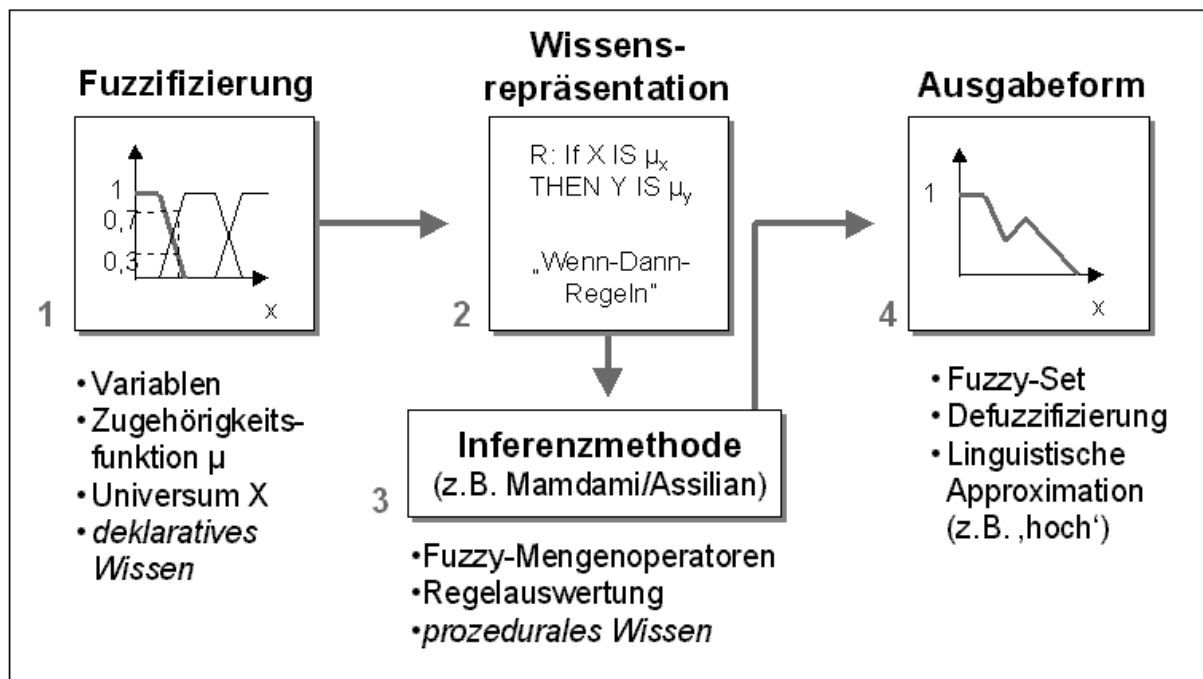 Fuzzifizierung
1
0,7
0,3
X
1
• Variablen
• Zugehörigkeits-
funktion µ
• Universum X
• deklaratives
Wissen
Wissens-
repräsentation
R: If X IS µx
THEN Y IS µy
„Wenn-Dann-
Regeln"
2
Inferenzmethode
(z.B. Mamdami/Assilian)
3
•Fuzzy-Mengenoperatoren
•Regelauswertung
•prozedurales Wissen
Ausgabeform
1
X
4
• Fuzzy-Set
• Defuzzifizierung
• Linguistische
Approximation
(z.B. ‚hoch‘)